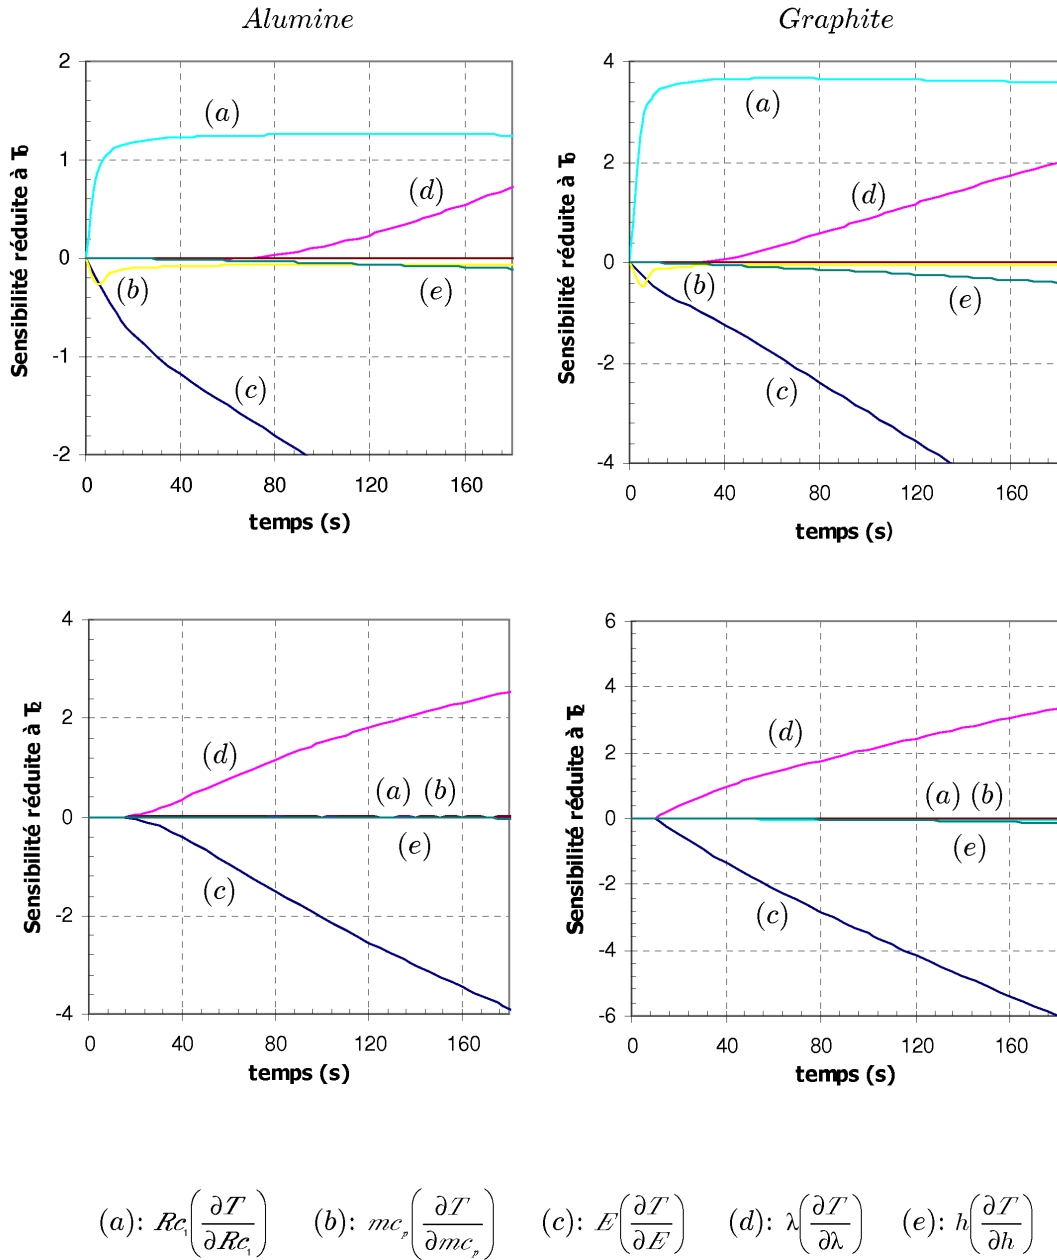 Alumine
Graphite
2
1
0
-1
-2
0 40 80 120 160
temps (s)
Sensibilité réduite à T0
(a)
(d)
(b)
(e)
(c)
4
2
0
-2
-4
0 40 80 120 160
temps (s)
Sensibilité réduite à T0
(a)
(d)
(b)
(e)
(c)
4
2
0
-2
-4
0 40 80 120 160
temps (s)
Sensibilité réduite à T2
(d)
(a) (b)
(e)
(c)
6
4
2
0
-2
-4
-6
0 40 80 120 160
temps (s)
Sensibilité réduite à T2
(d)
(a) (b)
(e)
(c)
(a): Rc₁(∂T/∂Rc₁) (b): mcₚ(∂T/∂mcₚ) (c): E(∂T/∂E) (d): λ(∂T/∂λ) (e): h(∂T/∂h)